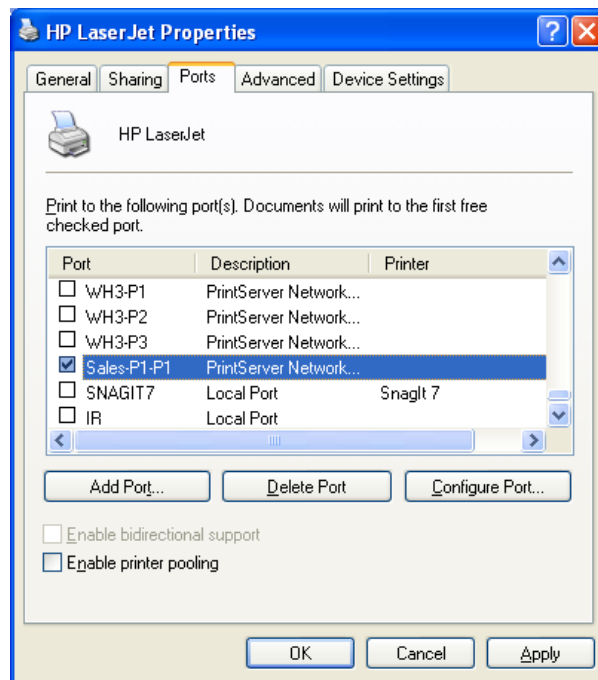 HP LaserJet Properties
General Sharing Ports Advanced Device Settings
HP LaserJet
Print to the following port(s). Documents will print to the first free
checked port.
Port Description Printer
WH3-P1 PrintServer Network...
WH3-P2 PrintServer Network...
WH3-P3 PrintServer Network...
Sales-P1-P1 PrintServer Network...
SNAGIT7 Local Port SnagIt 7
IR Local Port
Add Port... Delete Port Configure Port...
Enable bidirectional support
Enable printer pooling
OK Cancel Apply